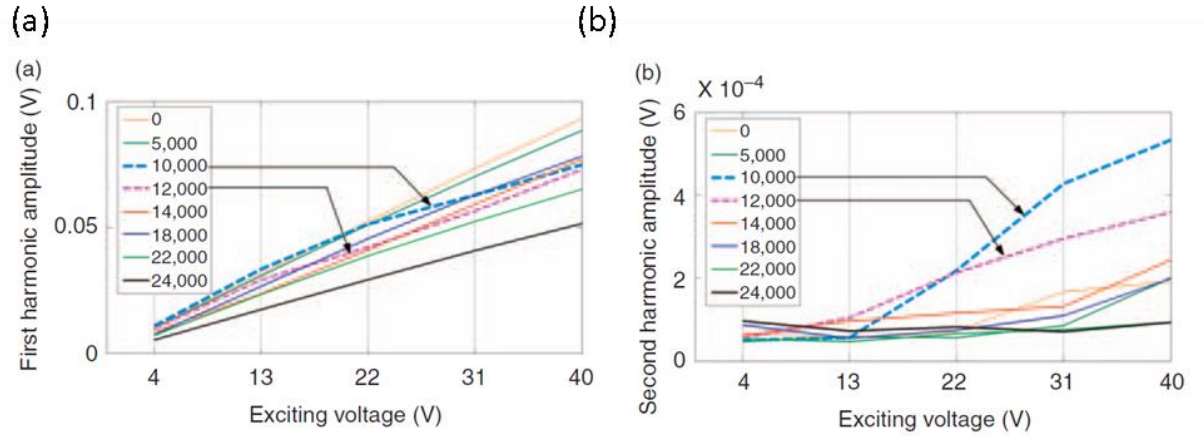 (a)
(a)
First harmonic amplitude (V)
0.1
0.05
0
0
5,000
10,000
12,000
14,000
18,000
22,000
24,000
4 13 22 31 40
Exciting voltage (V)
(b)
(b)
X 10⁻⁴
Second harmonic amplitude (V)
6
4
2
0
0
5,000
10,000
12,000
14,000
18,000
22,000
24,000
4 13 22 31 40
Exciting voltage (V)